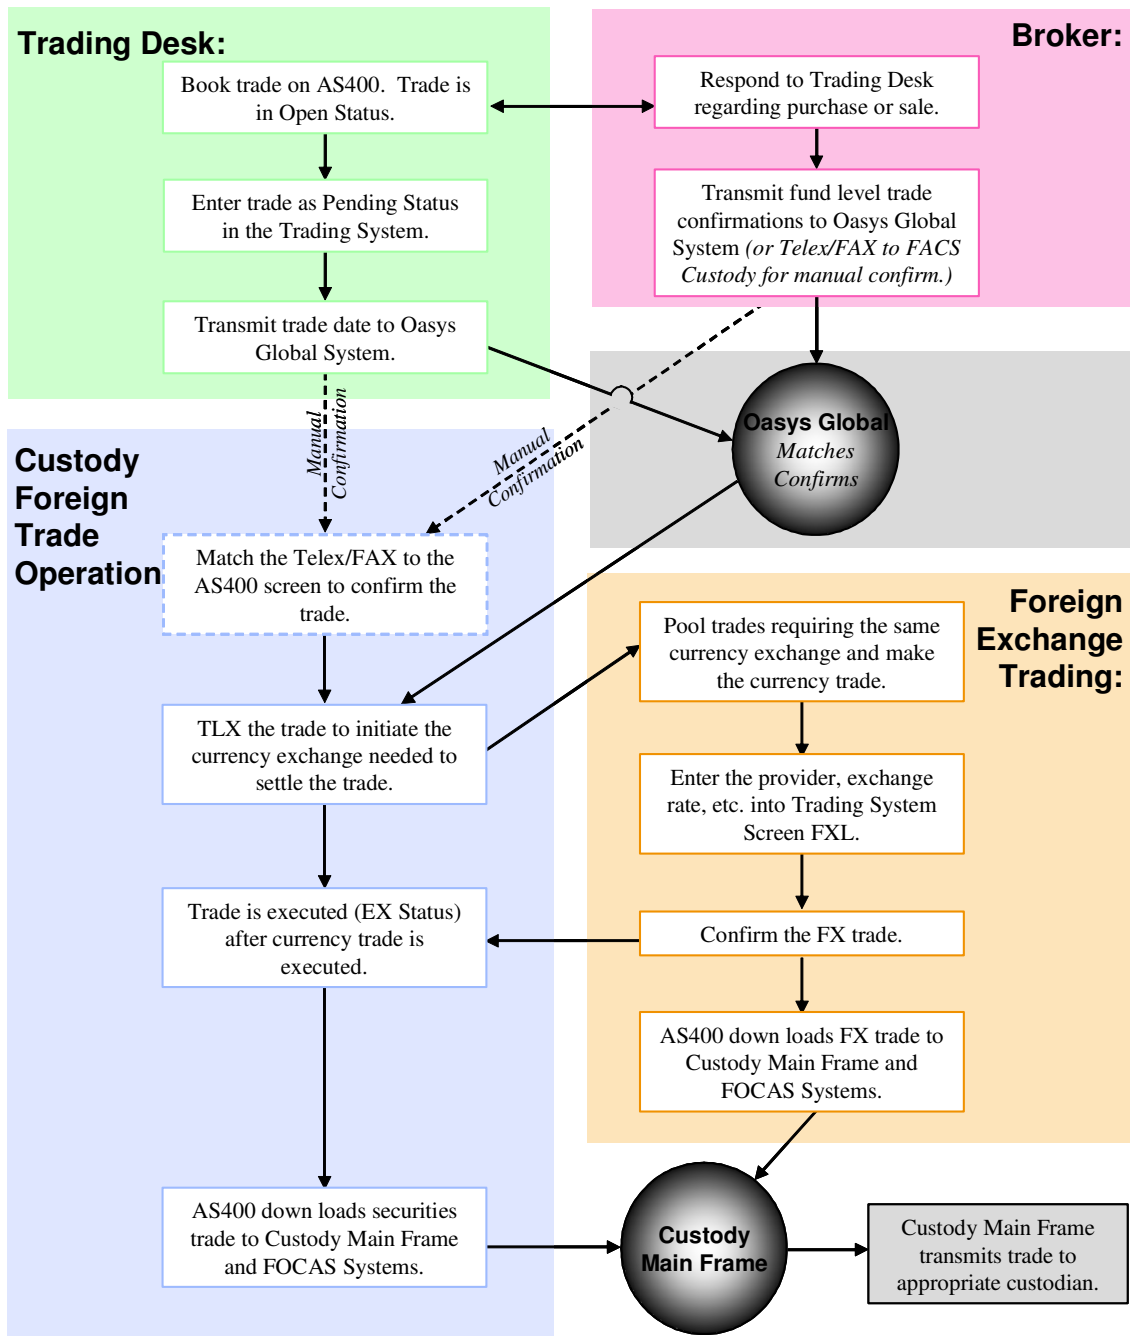 Trading Desk:
Book trade on AS400.  Trade is
in Open Status.
Enter trade as Pending Status
in the Trading System.
Transmit trade date to Oasys
Global System.
Broker:
Respond to Trading Desk
regarding purchase or sale.
Transmit fund level trade
confirmations to Oasys Global
System (or Telex/FAX to FACS
Custody for manual confirm.)
Oasys Global
Matches
Confirms
Manual
Confirmation
Manual
Confirmation
Custody
Foreign
Trade
Operation
Match the Telex/FAX to the
AS400 screen to confirm the
trade.
TLX the trade to initiate the
currency exchange needed to
settle the trade.
Trade is executed (EX Status)
after currency trade is
executed.
AS400 down loads securities
trade to Custody Main Frame
and FOCAS Systems.
Foreign
Exchange
Trading:
Pool trades requiring the same
currency exchange and make
the currency trade.
Enter the provider, exchange
rate, etc. into Trading System
Screen FXL.
Confirm the FX trade.
AS400 down loads FX trade to
Custody Main Frame and
FOCAS Systems.
Custody
Main Frame
Custody Main Frame
transmits trade to
appropriate custodian.